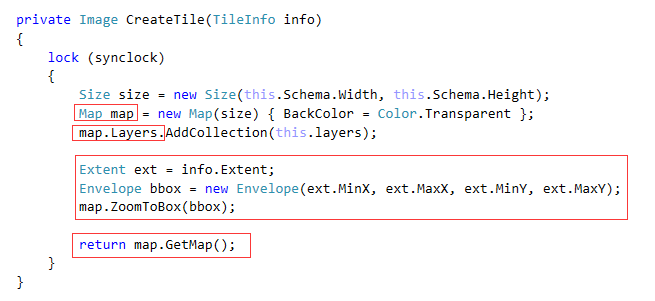 private Image CreateTile(TileInfo info)
{
lock (synclock)
{
Size size = new Size(this.Schema.Width, this.Schema.Height);
Map map = new Map(size) { BackColor = Color.Transparent };
map.Layers.AddCollection(this.layers);
Extent ext = info.Extent;
Envelope bbox = new Envelope(ext.MinX, ext.MaxX, ext.MinY, ext.MaxY);
map.ZoomToBox(bbox);
return map.GetMap();
}
}